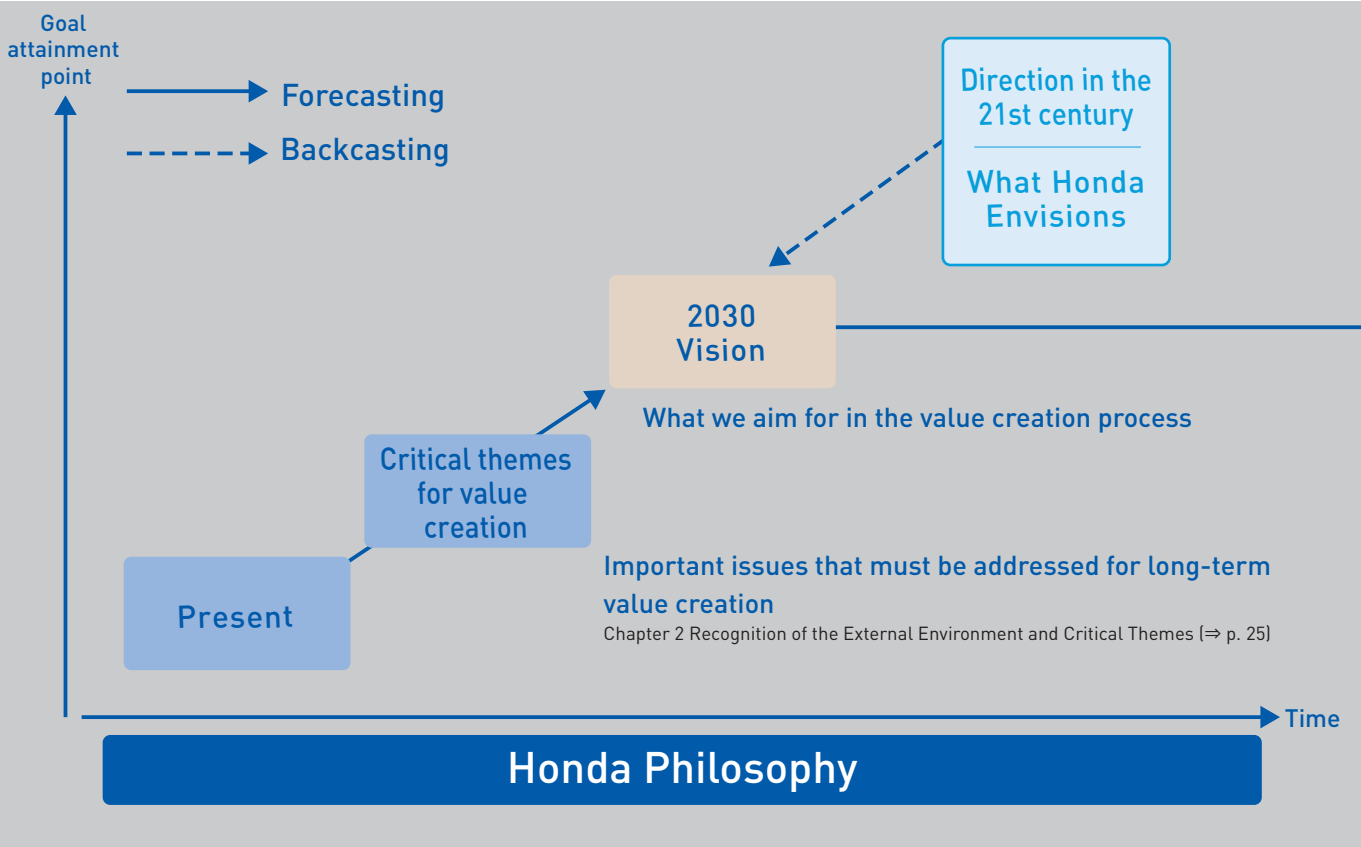 Goal
attainment
point
Forecasting
Backcasting
Direction in the
21st century
What Honda
Envisions
2030
Vision
What we aim for in the value creation process
Critical themes
for value
creation
Important issues that must be addressed for long-term
value creation
Chapter 2 Recognition of the External Environment and Critical Themes (⇒ p. 25)
Present
Time
Honda Philosophy